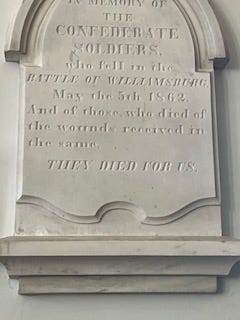 IN MEMORY OF
THE
CONFEDERATE
SOLDIERS,
who fell in the
BATTLE OF WILLIAMSBURG
May the 5th 1862.
And of those, who died of
the wounds received in
the same.
THEY DIED FOR US.